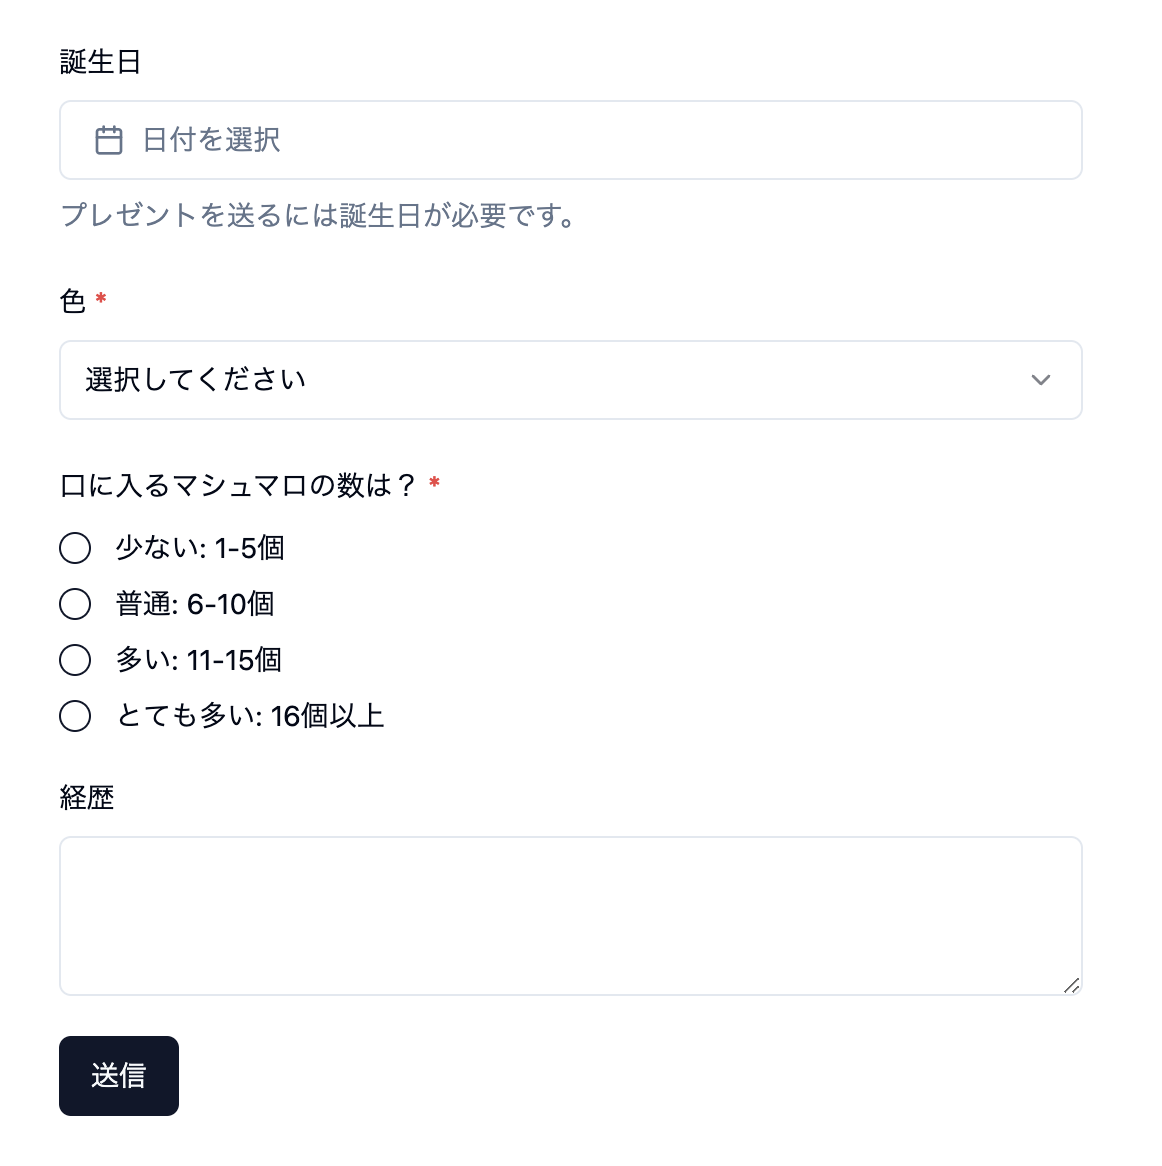 誕生日
日付を選択
プレゼントを送るには誕生日が必要です。
色 *
選択してください
口に入るマシュマロの数は？ *
少ない: 1-5個
普通: 6-10個
多い: 11-15個
とても多い: 16個以上
経歴
送信